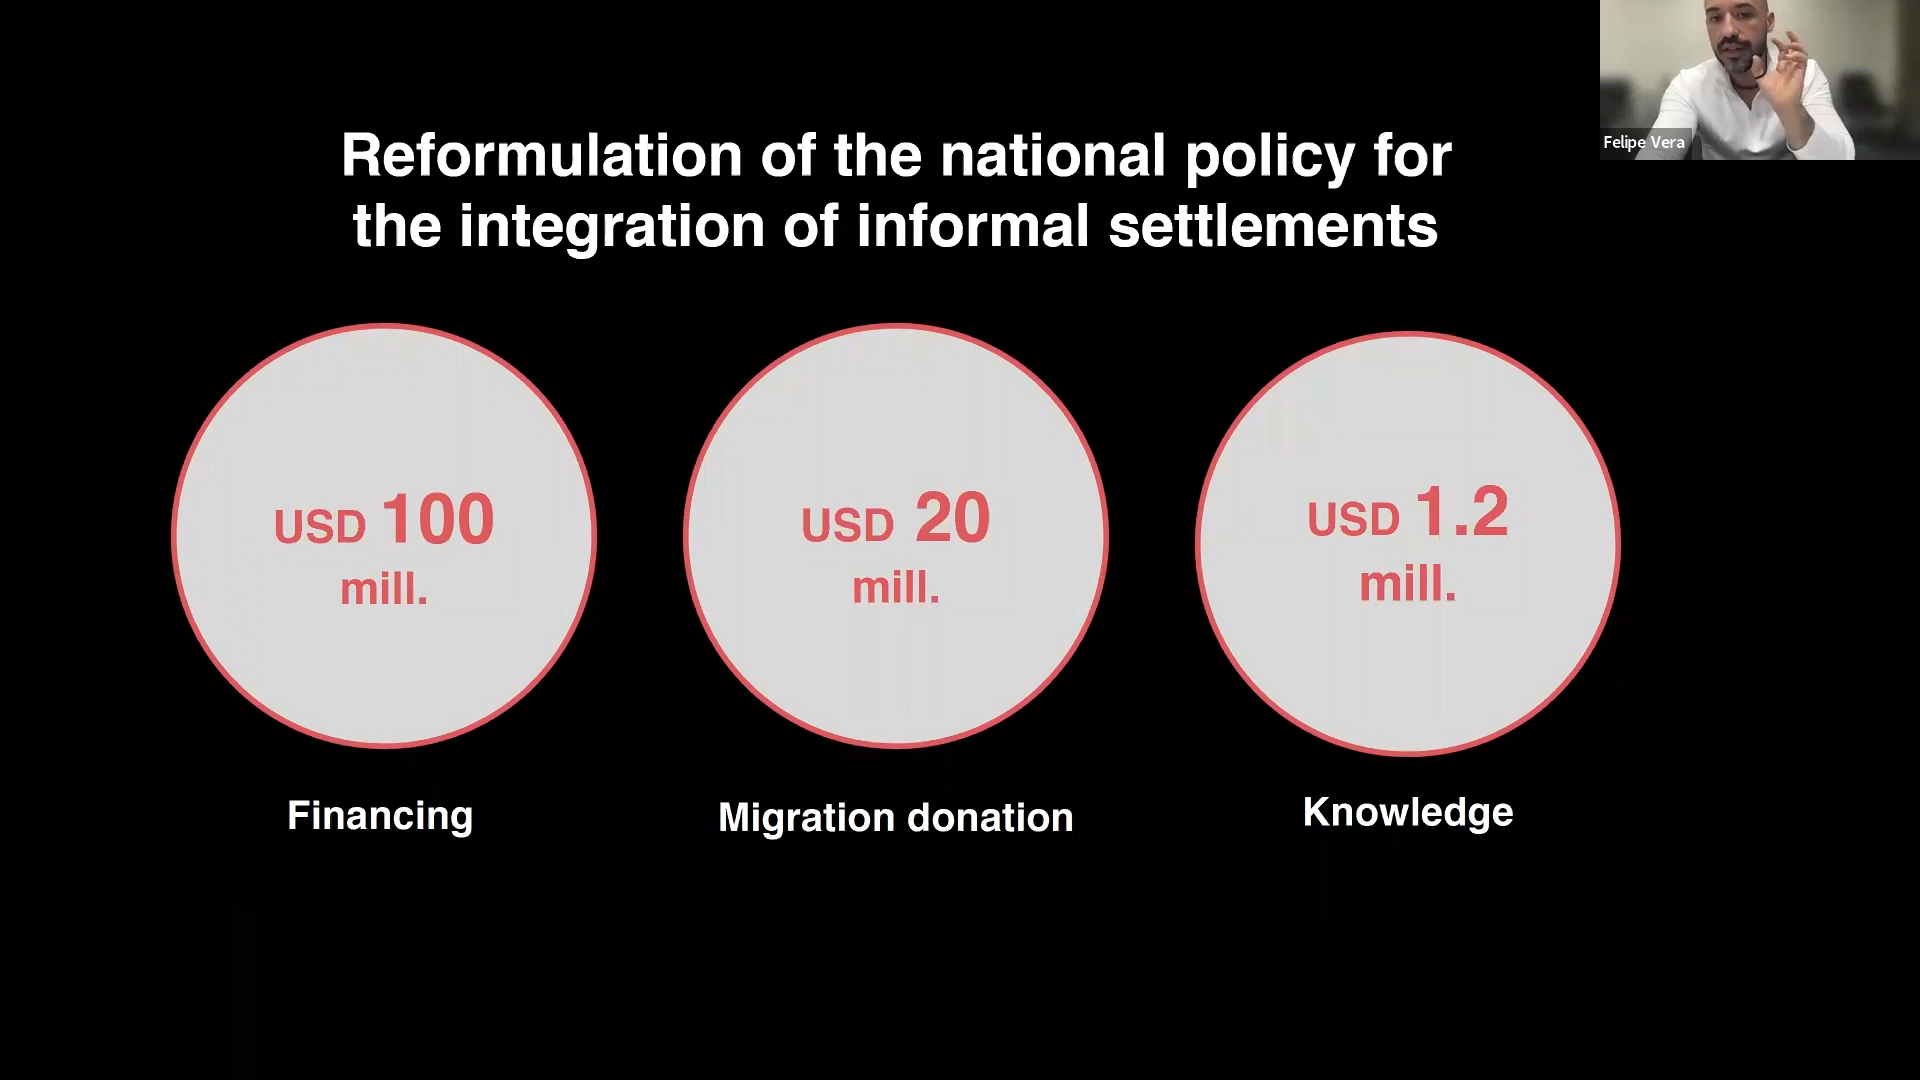 Reformulation of the national policy for
the integration of informal settlements
USD 100
mill.
USD 20
mill.
USD 1.2
mill.
Financing
Migration donation
Knowledge
Felipe Vera